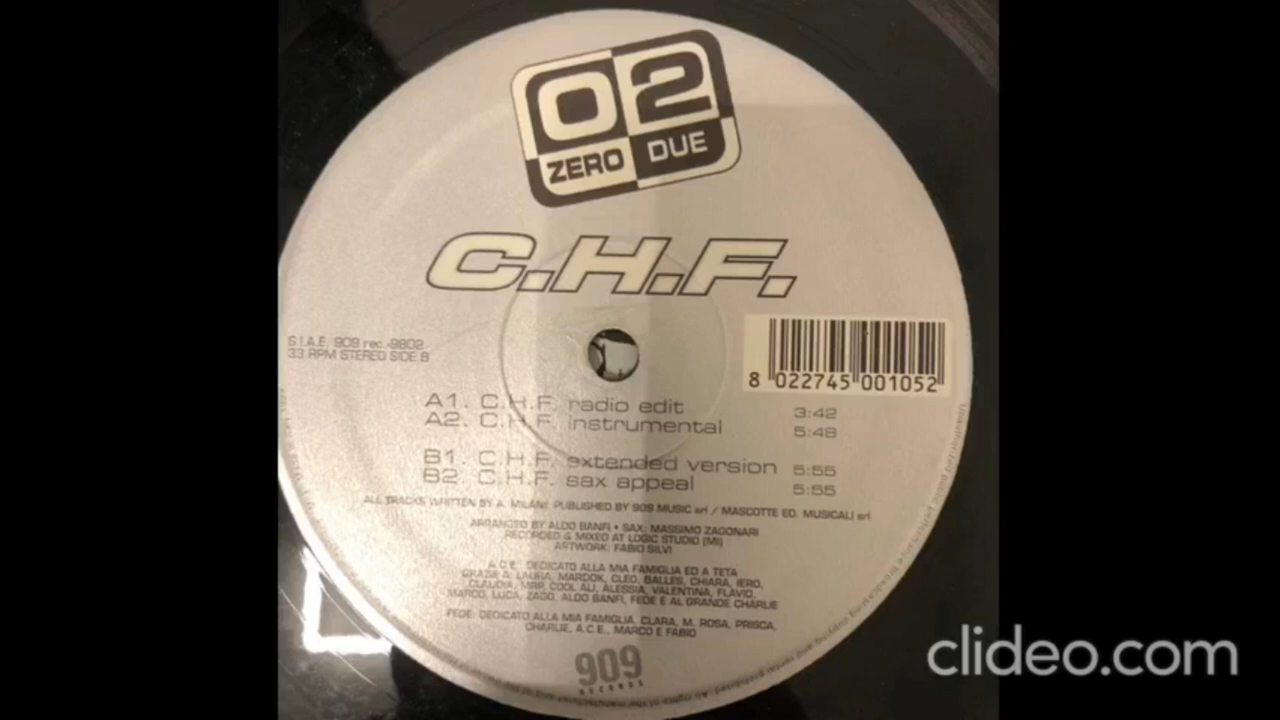 02
ZERO DUE
C.H.F.
S.I.A.E. 909 rec.-9802
33 RPM STEREO SIDE B
8 022745 001052
A1. C.H.F. radio edit 3:42
A2. C.H.F. instrumental 5:48
B1. C.H.F. extended version 5:55
B2. C.H.F. sax appeal 5:55
ALL TRACKS WRITTEN BY A. MILANI. PUBLISHED BY 909 MUSIC srl / MASCOTTE ED. MUSICALI srl
ARRANGED BY ALDO BANFI + SAX: MASSIMO ZAGONARI
RECORDED & MIXED AT LOGIC STUDIO (MI)
ARTWORK: FABIO SILVI
A.C.E.: DEDICATO ALLA MIA FAMIGLIA ED A TETA
GRAZIE A: LAURA, MARDOK, CLEO, BALLES, CHIARA, IERO,
CLAUDIA, MRP, COOL ALI, ALESSIA, VALENTINA, FLAVIO,
MARCO, LUCA, ZAGO, ALDO BANFI, FEDE E AL GRANDE CHARLIE
FEDE: DEDICATO ALLA MIA FAMIGLIA, CLARA, M. ROSA, PRISCA,
CHARLIE, A.C.E., MARCO E FABIO
909
RECORDS
clideo.com